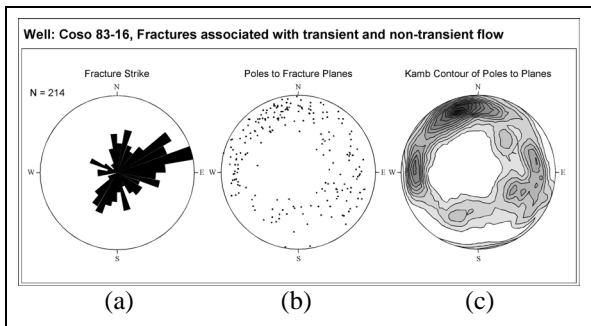 Well: Coso 83-16, Fractures associated with transient and non-transient flow
Fracture Strike
Poles to Fracture Planes
Kamb Contour of Poles to Planes
N = 214
N
N
N
W
E
W
E
W
E
S
S
S
(a)
(b)
(c)